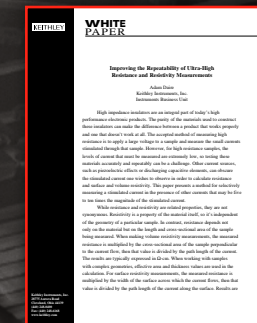 KEITHLEY
WHITE
PAPER
Improving the Repeatability of Ultra-High
Resistance and Resistivity Measurements
Adam Daire
Keithley Instruments, Inc.
Instruments Business Unit
High impedance insulators are an integral part of today's high
performance electronic products. The purity of the materials used to construct
these insulators can make the difference between a product that works properly
and one that doesn't work at all. The accepted method of measuring high
resistance is to apply a large voltage to a sample and measure the small currents
stimulated through that sample. However, for high resistance samples, the
levels of current that must be measured are extremely low, so testing these
materials accurately and repeatably can be a challenge. Other current sources,
such as piezoelectric effects or discharging capacitive elements, can obscure
the stimulated current one wishes to observe in order to calculate resistance
and surface and volume resistivity. This paper presents a method for selectively
measuring a stimulated current in the presence of other currents that may be five
to ten times the magnitude of the stimulated current.
While resistance and resistivity are related properties, they are not
synonymous. Resistivity is a property of the material itself, so it's independent
of the geometry of a particular sample. In contrast, resistance depends not
only on the material but on the length and cross-sectional area of the sample
being measured. When making volume resistivity measurements, the measured
resistance is multiplied by the cross-sectional area of the sample perpendicular
to the current flow, then that value is divided by the path length of the current.
The results are typically expressed in Ω-cm. When working with samples
with complex geometries, effective area and thickness values are used in the
calculation. For surface resistivity measurements, the measured resistance is
multiplied by the width of the surface across which the current flows, then that
value is divided by the path length of the current along the surface. Results are
Keithley Instruments, Inc.
28775 Aurora Road
Cleveland, Ohio 44139
(440) 248-0400
Fax: (440) 248-6168
www.keithley.com